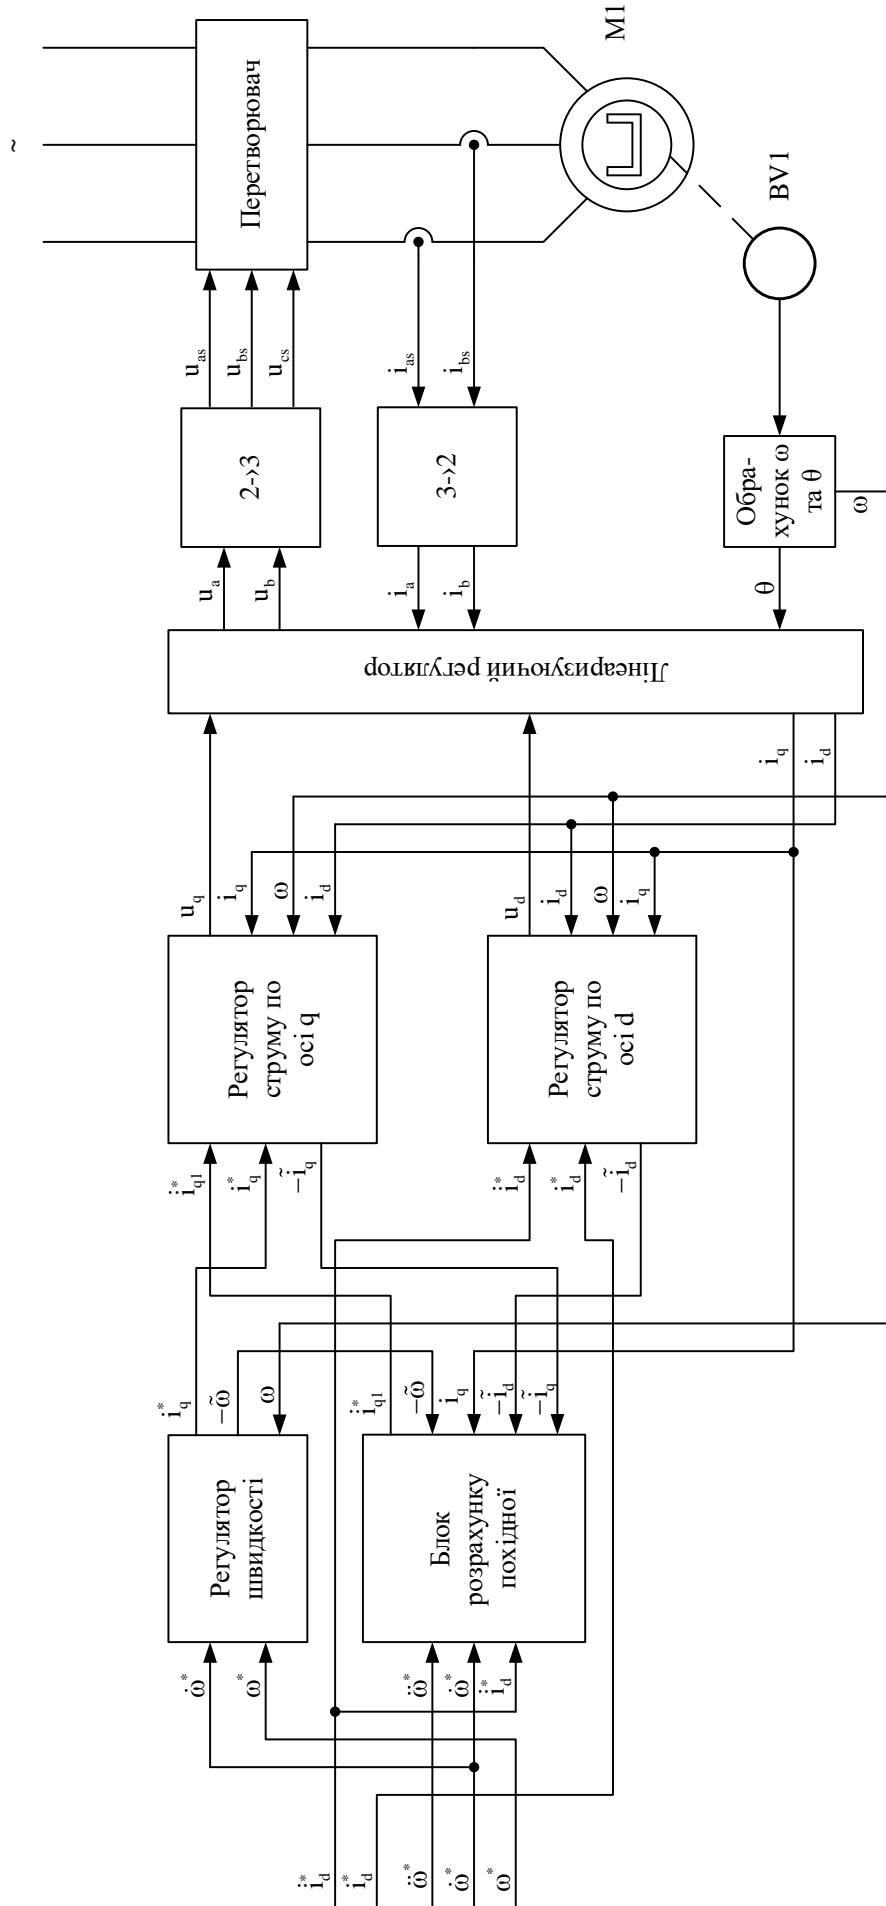 ~
Перетворювач
M1
BV1
u_as
u_bs
u_cs
i_as
i_bs
2->3
3->2
Обра-
хунок ω
та θ
ω
θ
u_a
u_b
i_a
i_b
Лінеаризуючий регулятор
i_q
i_d
u_q
i_q
ω
i_d
u_d
i_d
ω
i_q
Регулятор
струму по
осі q
Регулятор
струму по
осі d
i̇*_q1
i*_q
–ĩ_q
i̇*_d
i*_d
–ĩ_d
i*_q
–ω̃
ω
i̇*_q1
–ω̃
i_q
–ĩ_d
–ĩ_q
Регулятор
швидкості
Блок
розрахунку
похідної
ω̇*
ω*
ω̈*
ω̇*
i̇*_d
i̇*_d
i*_d
ω̈*
ω̇*
ω*